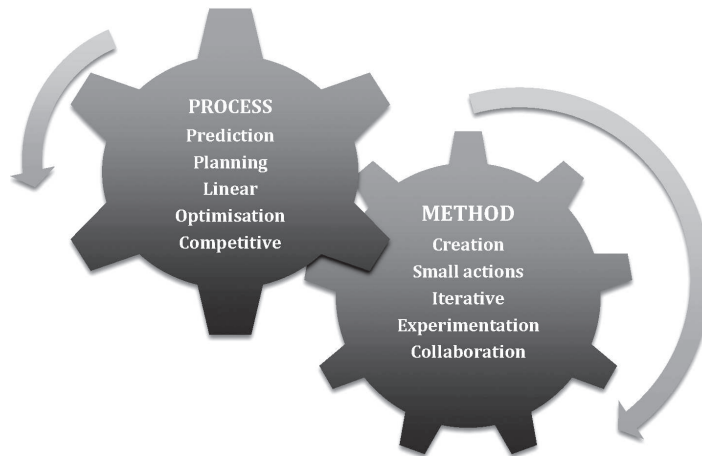 PROCESS
Prediction
Planning
Linear
Optimisation
Competitive
METHOD
Creation
Small actions
Iterative
Experimentation
Collaboration